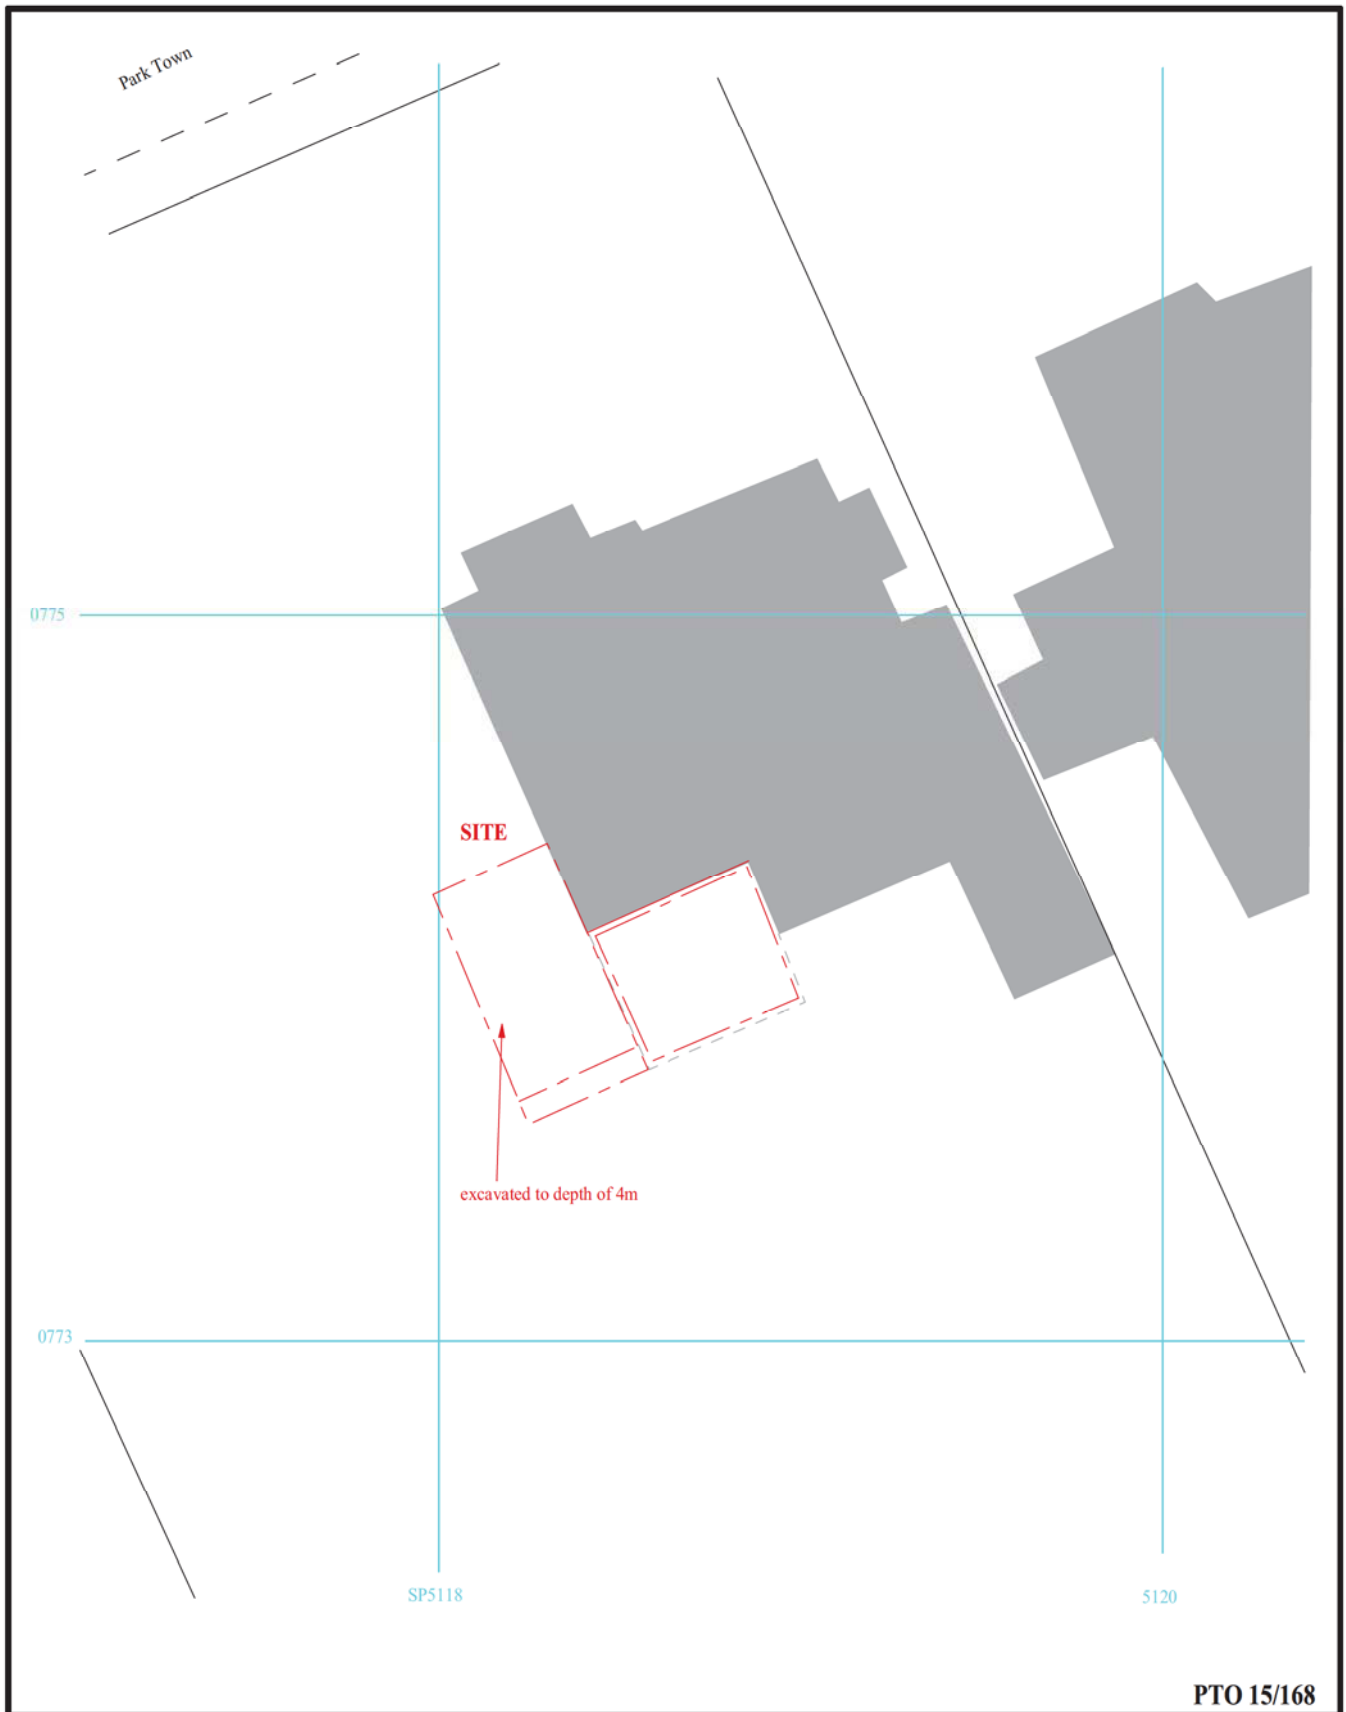 Park Town
0775
SITE
excavated to depth of 4m
0773
SP5118
5120
PTO 15/168